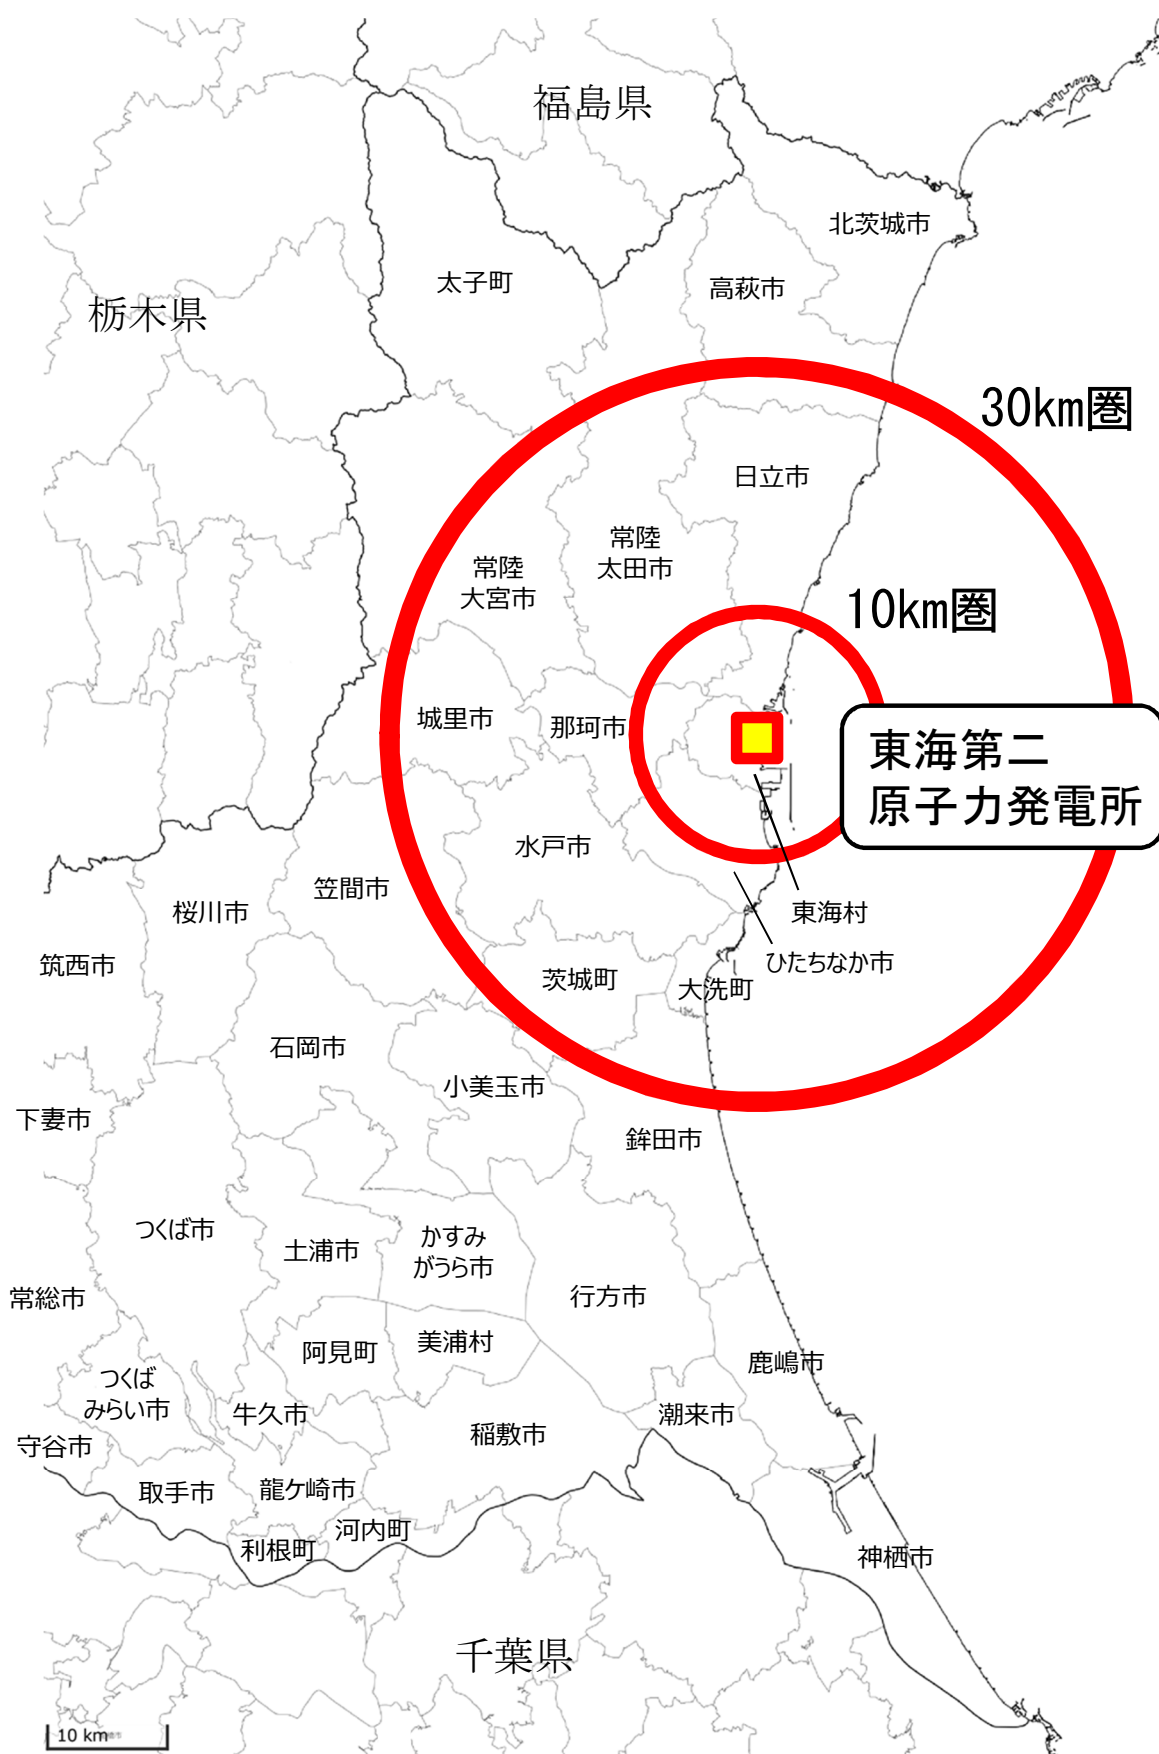 福島県
北茨城市
太子町
高萩市
栃木県
30km圏
日立市
常陸
太田市
常陸
大宮市
10km圏
城里市
那珂市
東海第二
原子力発電所
水戸市
笠間市
桜川市
東海村
ひたちなか市
筑西市
茨城町
大洗町
石岡市
小美玉市
下妻市
鉾田市
つくば市
土浦市
かすみ
がうら市
常総市
行方市
阿見町
美浦村
鹿嶋市
つくば
みらい市
牛久市
潮来市
守谷市
稲敷市
取手市
龍ケ崎市
河内町
利根町
神栖市
千葉県
10 km